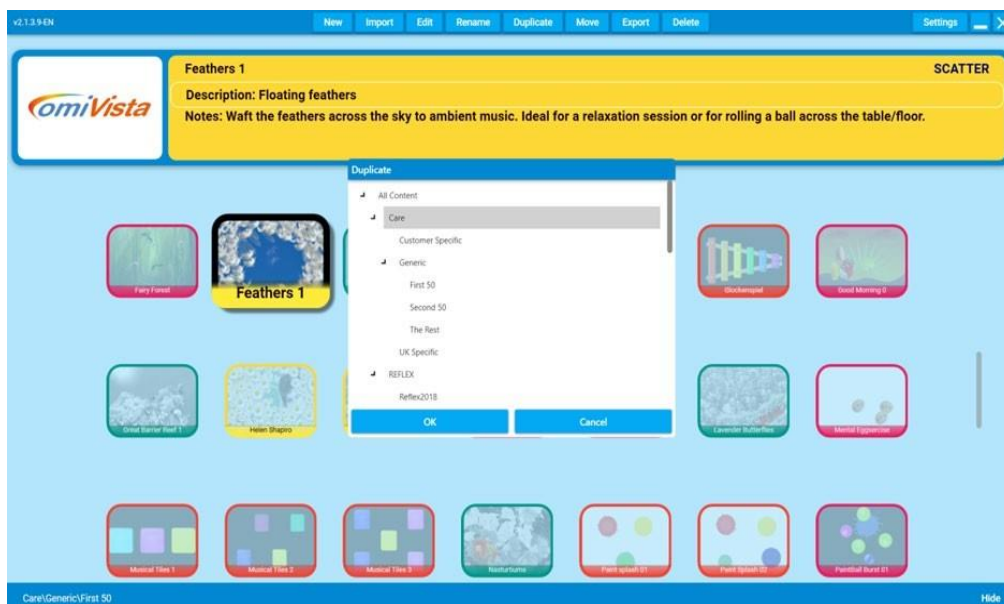 v2.1.3.9-EN
New Import Edit Rename Duplicate Move Export Delete Settings
OmiVista
Feathers 1 SCATTER
Description: Floating feathers
Notes: Waft the feathers across the sky to ambient music. Ideal for a relaxation session or for rolling a ball across the table/floor.
Duplicate
All Content
Care
Customer Specific
Generic
First 50
Second 50
The Rest
UK Specific
REFLEX
Reflex2018
OK Cancel
Fairy Forest Feathers 1 Glockenspiel Good Morning 0
Great Barrier Reef 1 Helen Shapiro Lavender Butterflies Mental Eggsercise
Musical Tiles 1 Musical Tiles 2 Musical Tiles 3 Nasturtiums Paint splash 01 Paint Splash 02 PaintBall Burst 01
Care\Generic\First 50 Hide